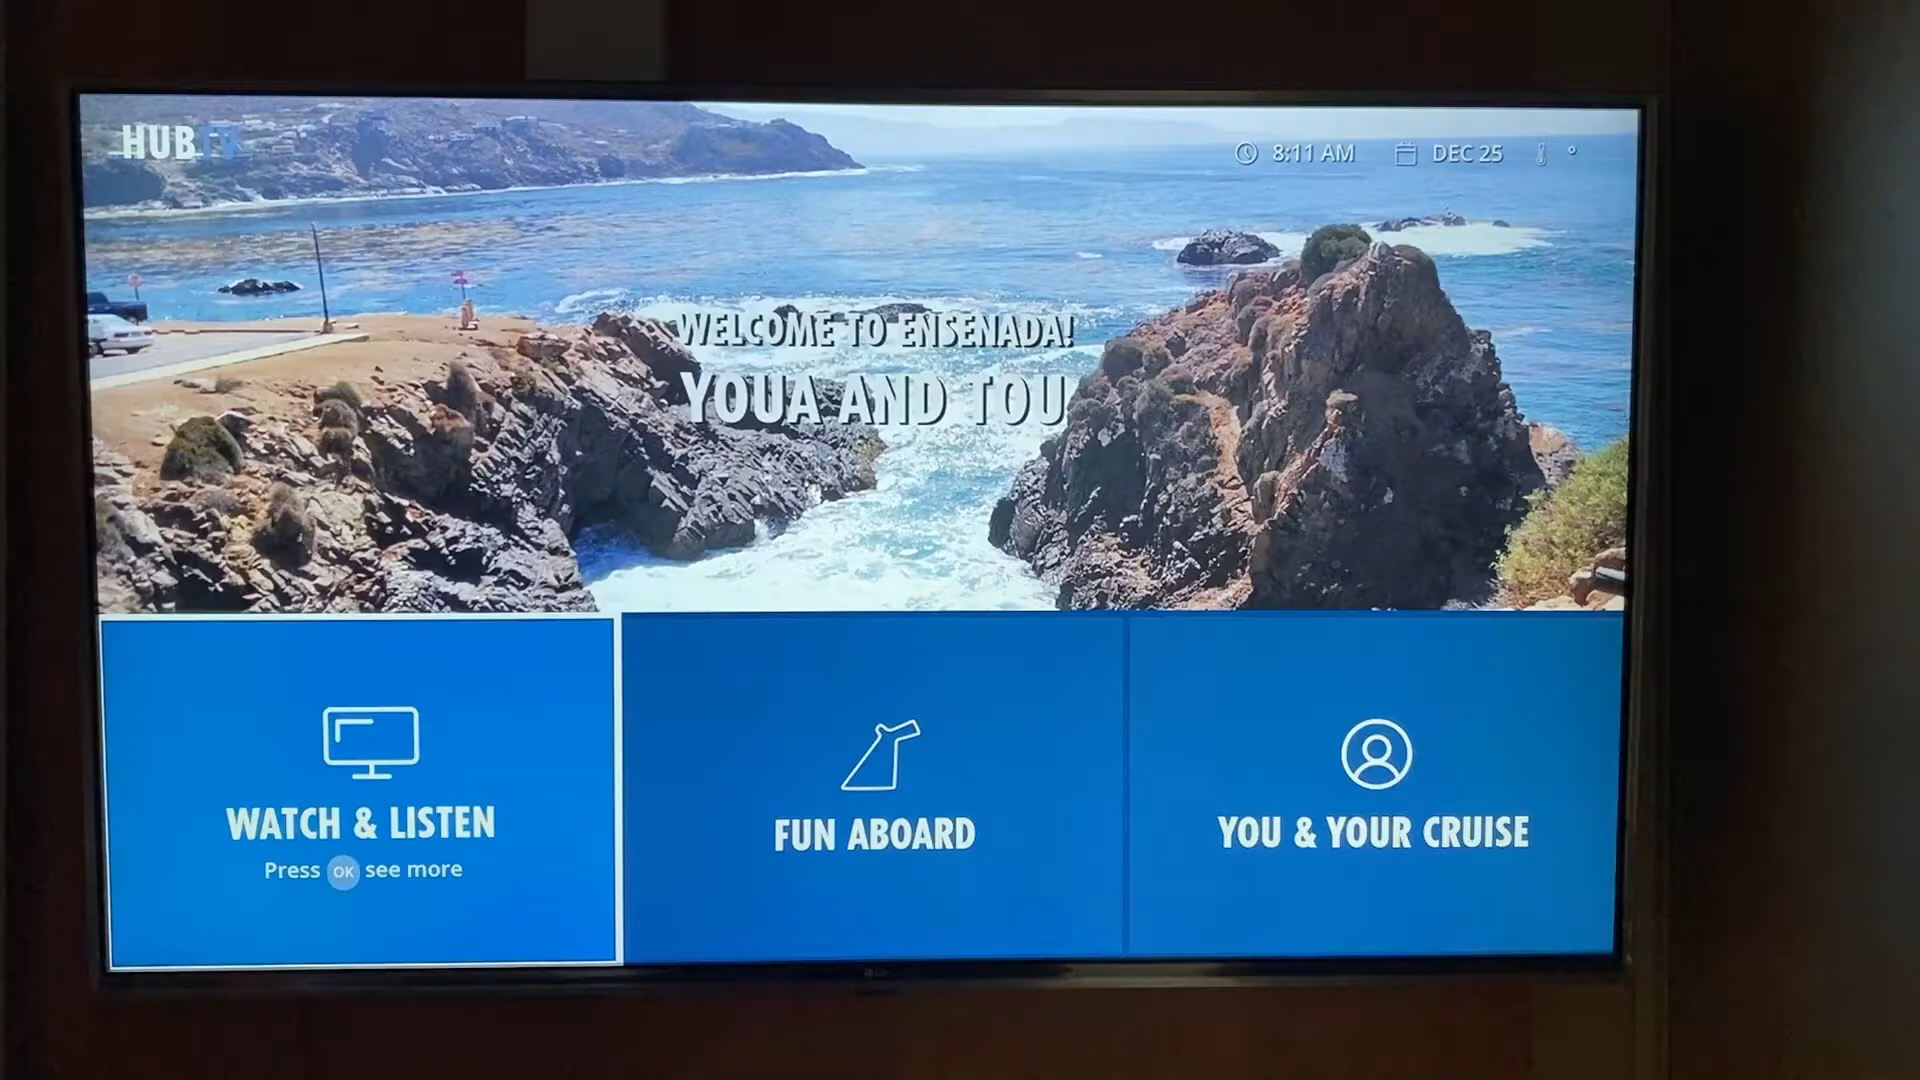 HUBTV
8:11 AM DEC 25 °
WELCOME TO ENSENADA!
YOUA AND TOU
WATCH & LISTEN
Press OK see more
FUN ABOARD
YOU & YOUR CRUISE